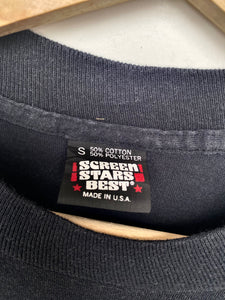 S 50% COTTON
50% POLYESTER
SCREEN
STARS
BEST®
MADE IN U.S.A.